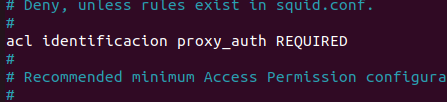 # Deny, unless rules exist in squid.conf.
#
acl identificacion proxy_auth REQUIRED
#
# Recommended minimum Access Permission configura
#